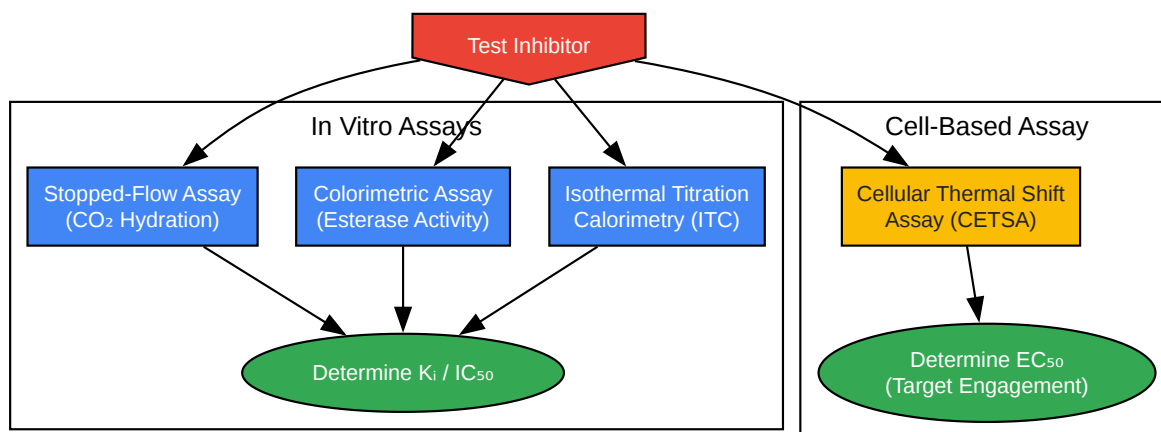 Test Inhibitor
In Vitro Assays
Cell-Based Assay
Stopped-Flow Assay
(CO₂ Hydration)
Colorimetric Assay
(Esterase Activity)
Isothermal Titration
Calorimetry (ITC)
Cellular Thermal Shift
Assay (CETSA)
Determine Kᵢ / IC₅₀
Determine EC₅₀
(Target Engagement)